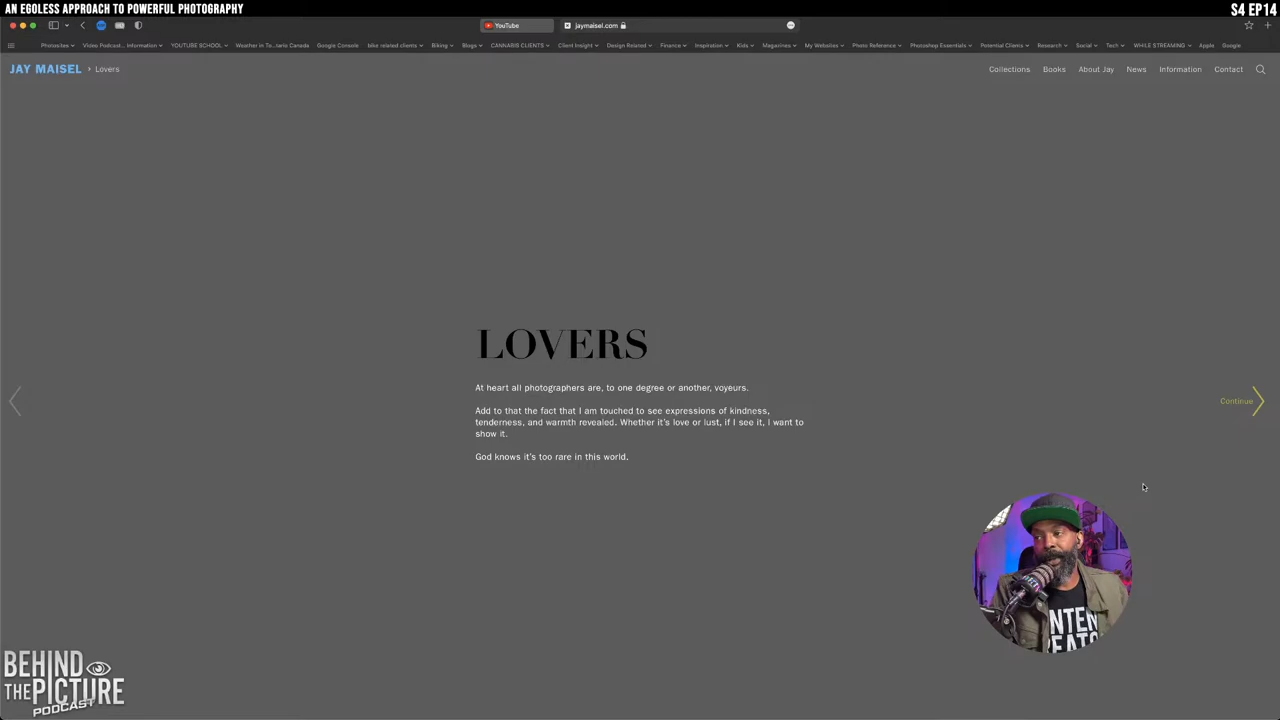 AN EGOLESS APPROACH TO POWERFUL PHOTOGRAPHY
S4 EP14
YouTube
jaymaisel.com
Photosites
Video Podcast... Information
YOUTUBE SCHOOL
Weather in To...tario Canada
Google Console
bike related clients
Biking
Blogs
CANNABIS CLIENTS
Client Insight
Design Related
Finance
Inspiration
Kids
Magazines
My Websites
Photo Reference
Photoshop Essentials
Potential Clients
Research
Social
Tech
WHILE STREAMING
Apple
Google
JAY MAISEL
Lovers
Collections
Books
About Jay
News
Information
Contact
LOVERS
At heart all photographers are, to one degree or another, voyeurs.
Add to that the fact that I am touched to see expressions of kindness,
tenderness, and warmth revealed. Whether it's love or lust, if I see it, I want to
show it.
God knows it's too rare in this world.
Continue
BEHIND
THE PICTURE
PODCAST